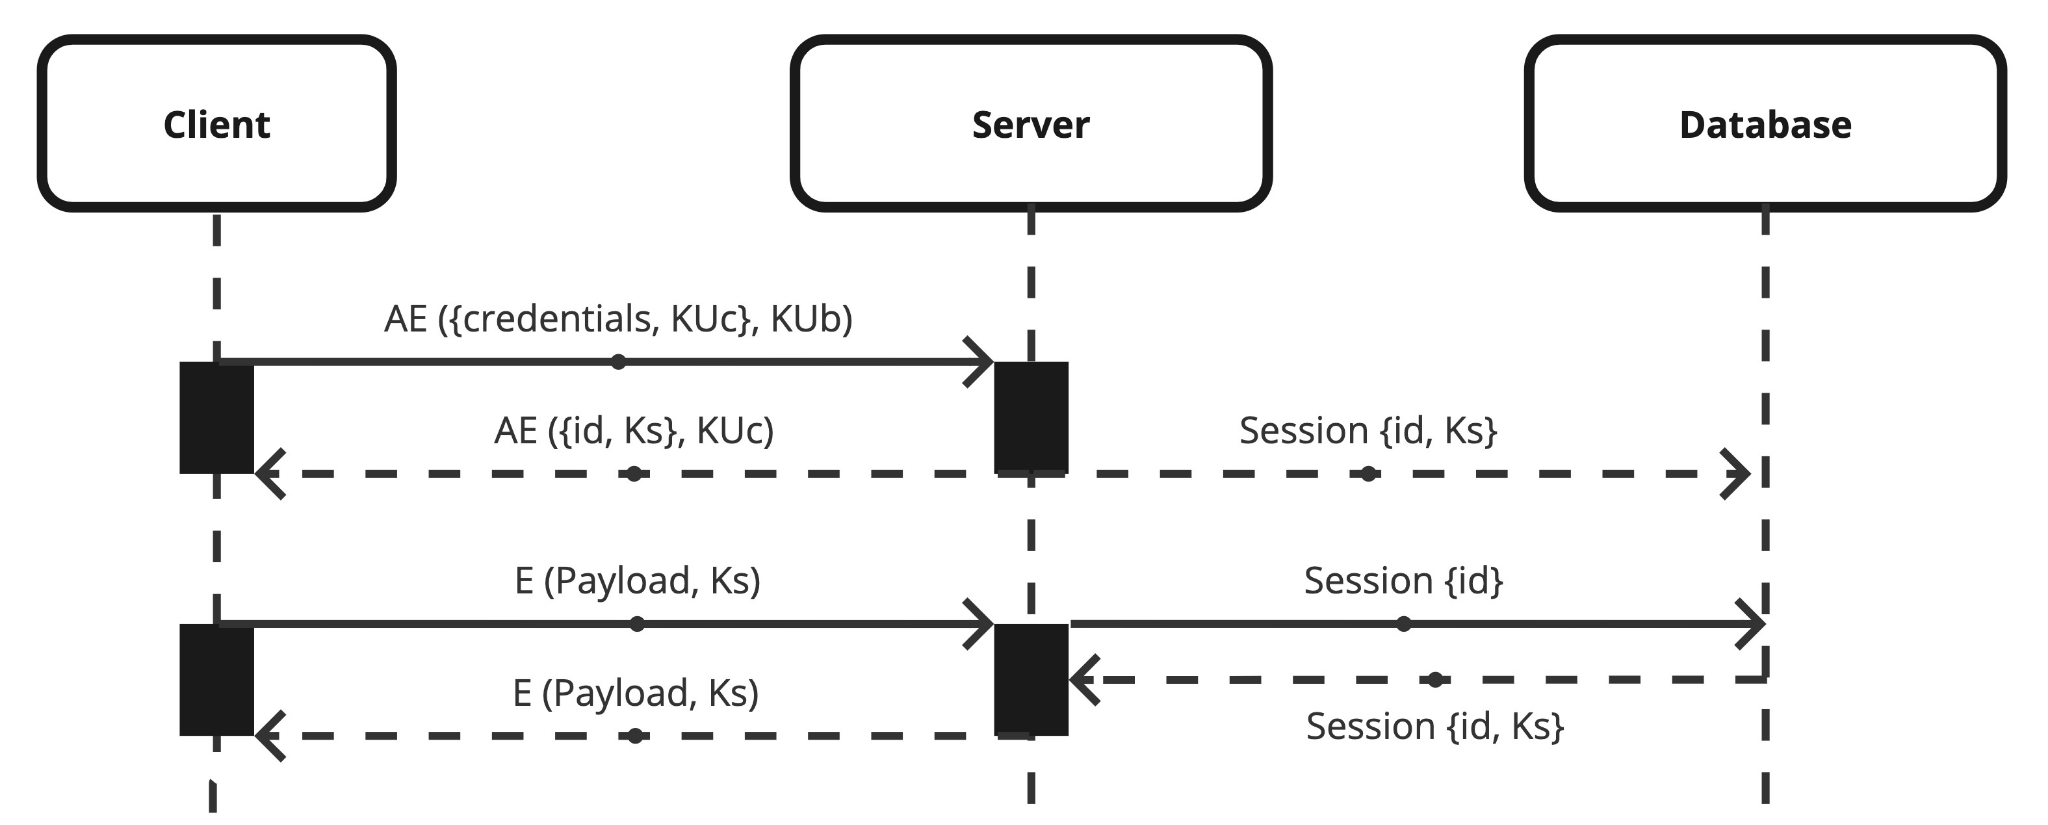 Client
Server
Database
AE ({credentials, KUc}, KUb)
AE ({id, Ks}, KUc)
Session {id, Ks}
E (Payload, Ks)
Session {id}
E (Payload, Ks)
Session {id, Ks}